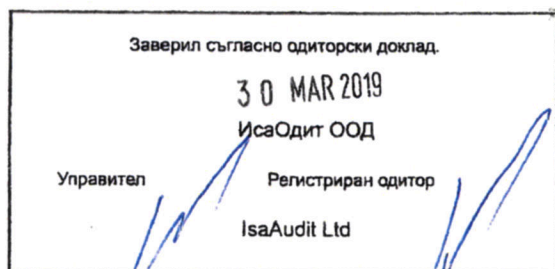 Заверил съгласно одиторски доклад.
30 MAR 2019
ИсаОдит ООД
Управител Регистриран одитор
IsaAudit Ltd